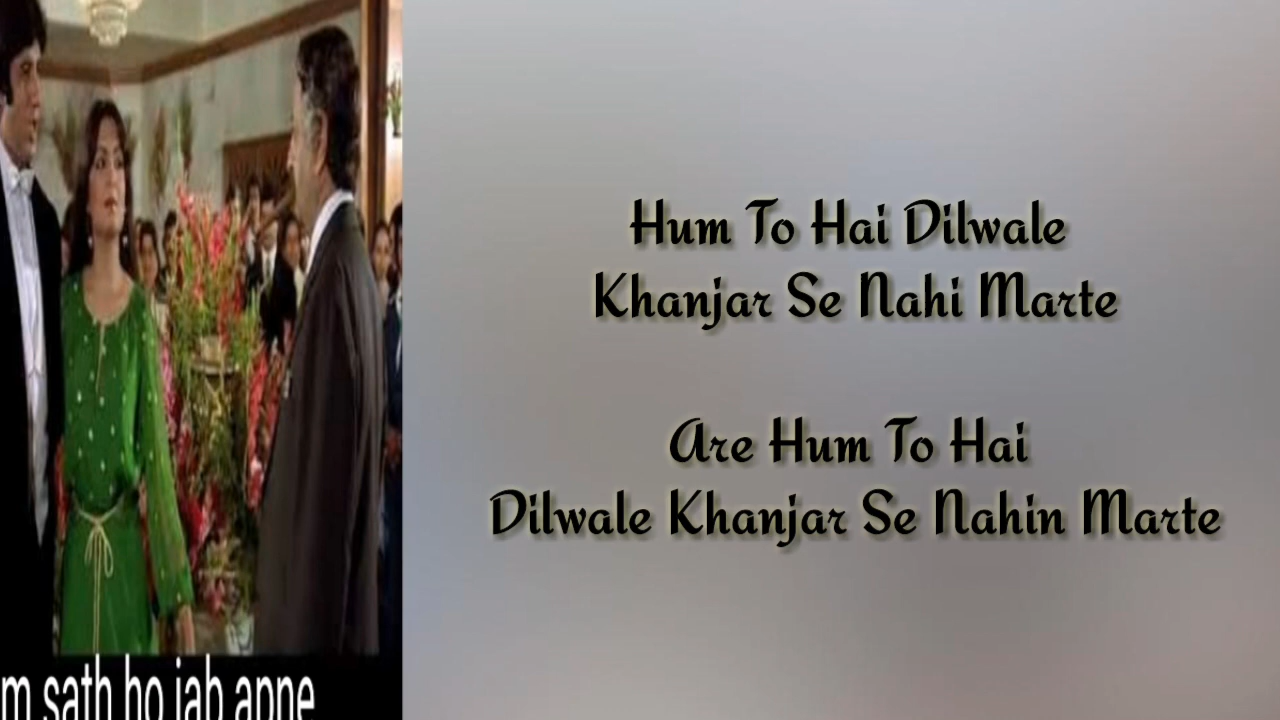 Hum To Hai Dilwale
Khanjar Se Nahi Marte
Are Hum To Hai
Dilwale Khanjar Se Nahin Marte
m sath ho jab apne